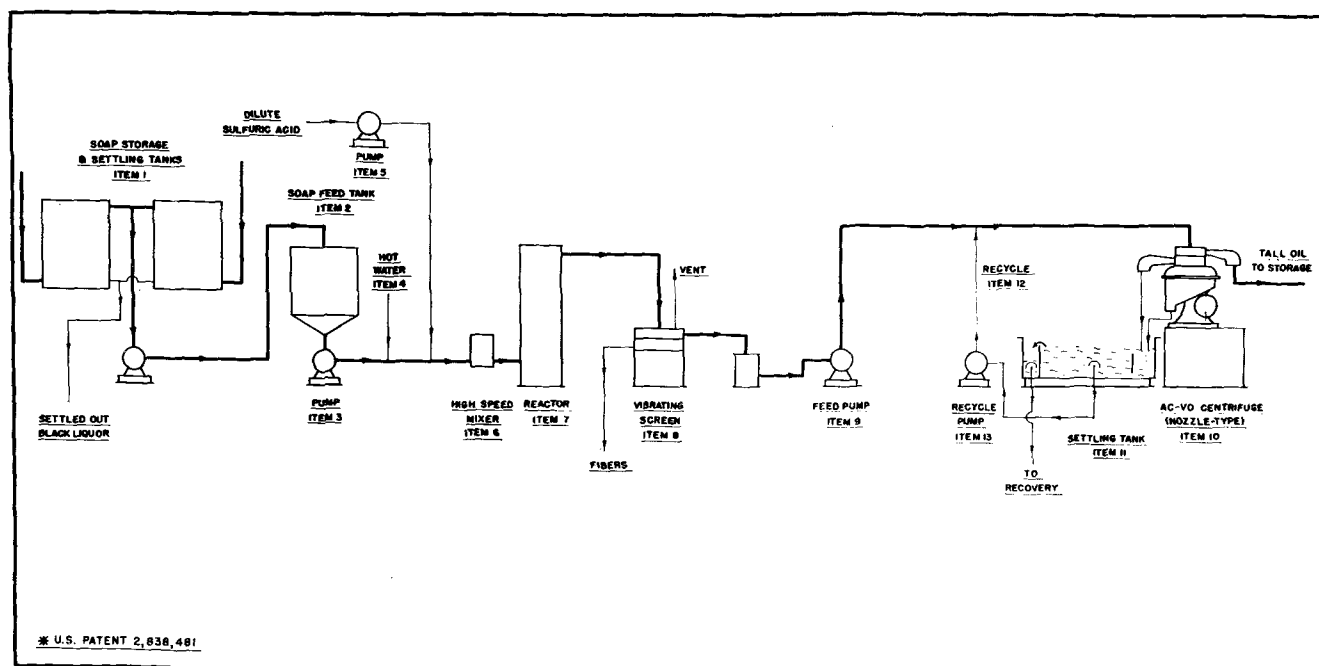 DILUTE
SULFURIC ACID
PUMP
ITEM 5
SOAP STORAGE
& SETTLING TANKS
ITEM 1
SOAP FEED TANK
ITEM 2
HOT
WATER
ITEM 4
VENT
RECYCLE
ITEM 12
TALL OIL
TO STORAGE
SETTLED OUT
BLACK LIQUOR
PUMP
ITEM 3
HIGH SPEED
MIXER
ITEM 6
REACTOR
ITEM 7
VIBRATING
SCREEN
ITEM 8
FIBERS
FEED PUMP
ITEM 9
RECYCLE
PUMP
ITEM 13
TO
RECOVERY
SETTLING TANK
ITEM 11
AC-VO CENTRIFUGE
(NOZZLE-TYPE)
ITEM 10
* U.S. PATENT 2,838,481